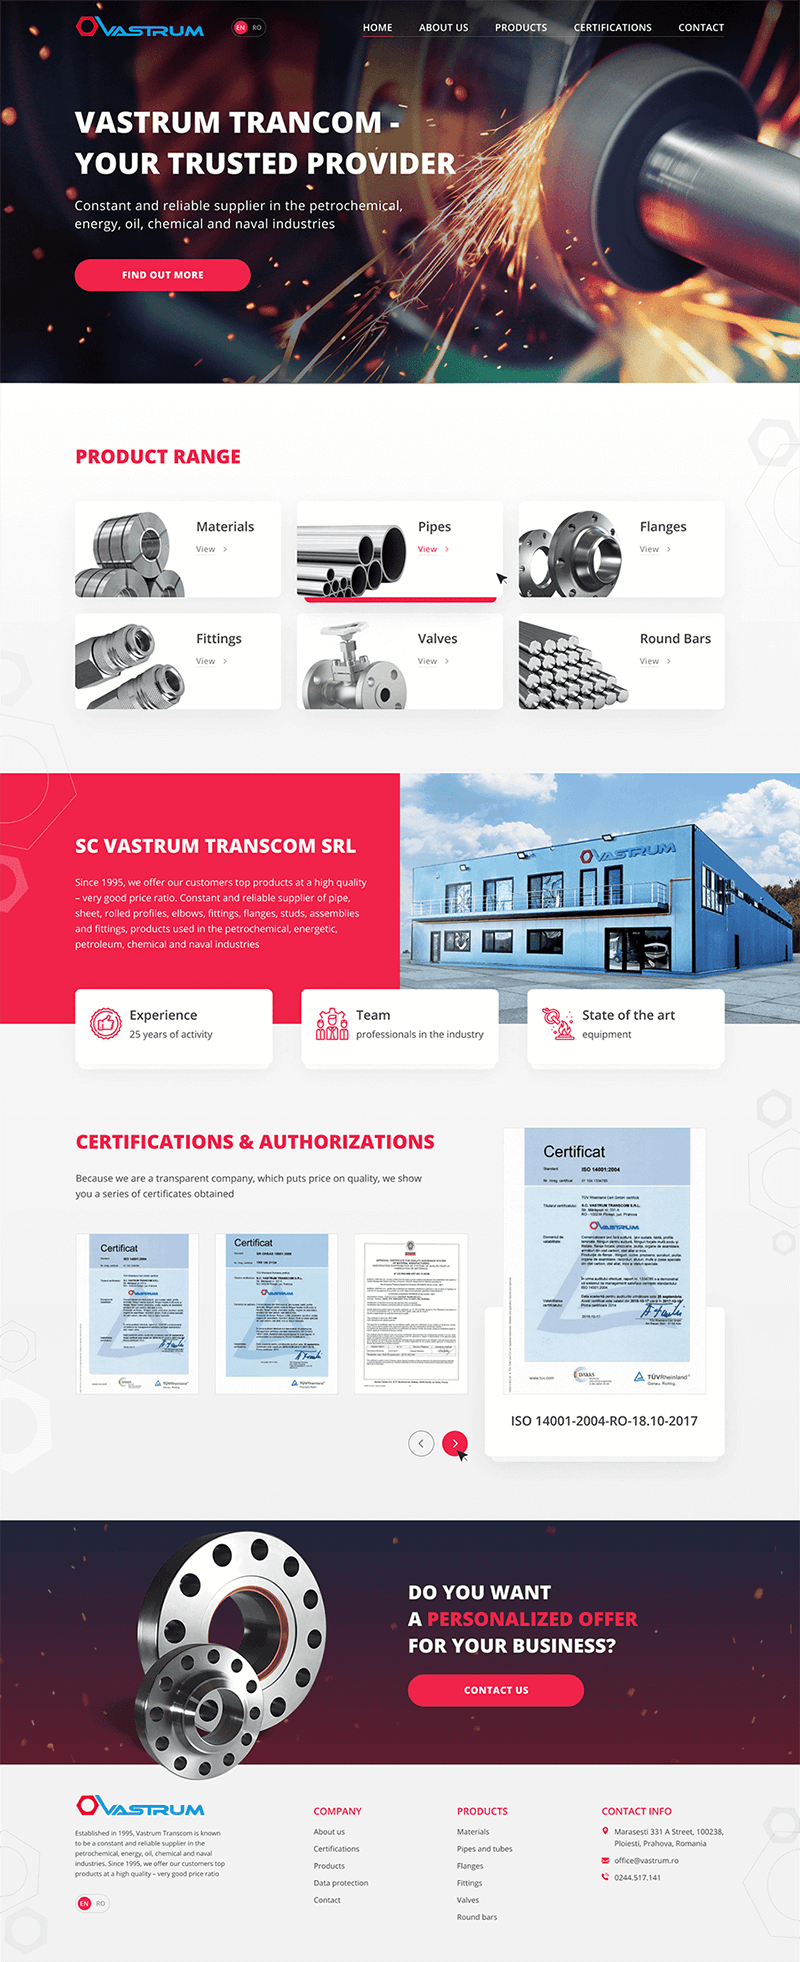 VASTRUM
EN RO
HOME ABOUT US PRODUCTS CERTIFICATIONS CONTACT
VASTRUM TRANCOM -
YOUR TRUSTED PROVIDER
Constant and reliable supplier in the petrochemical,
energy, oil, chemical and naval industries
FIND OUT MORE
PRODUCT RANGE
Materials
View
Pipes
View
Flanges
View
Fittings
View
Valves
View
Round Bars
View
SC VASTRUM TRANSCOM SRL
Since 1995, we offer our customers top products at a high quality
– very good price ratio. Constant and reliable supplier of pipe,
sheet, rolled profiles, elbows, fittings, flanges, studs, assemblies
and fittings, products used in the petrochemical, energetic,
petroleum, chemical and naval industries
VASTRUM
Experience
25 years of activity
Team
professionals in the industry
State of the art
equipment
CERTIFICATIONS & AUTHORIZATIONS
Because we are a transparent company, which puts price on quality, we show
you a series of certificates obtained
Certificat
Certificat
Certificat
Standard ISO 14001:2004
VASTRUM
TÜVRheinland
Genau. Richtig.
ISO 14001-2004-RO-18.10-2017
DO YOU WANT
A PERSONALIZED OFFER
FOR YOUR BUSINESS?
CONTACT US
VASTRUM
Established in 1995, Vastrum Transcom is known
to be a constant and reliable supplier in the
petrochemical, energy, oil, chemical and naval
industries. Since 1995, we offer our customers top
products at a high quality – very good price ratio
EN RO
COMPANY
About us
Certifications
Products
Data protection
Contact
PRODUCTS
Materials
Pipes and tubes
Flanges
Fittings
Valves
Round bars
CONTACT INFO
Marasesti 331 A Street, 100238,
Ploiesti, Prahova, Romania
office@vastrum.ro
0244.517.141